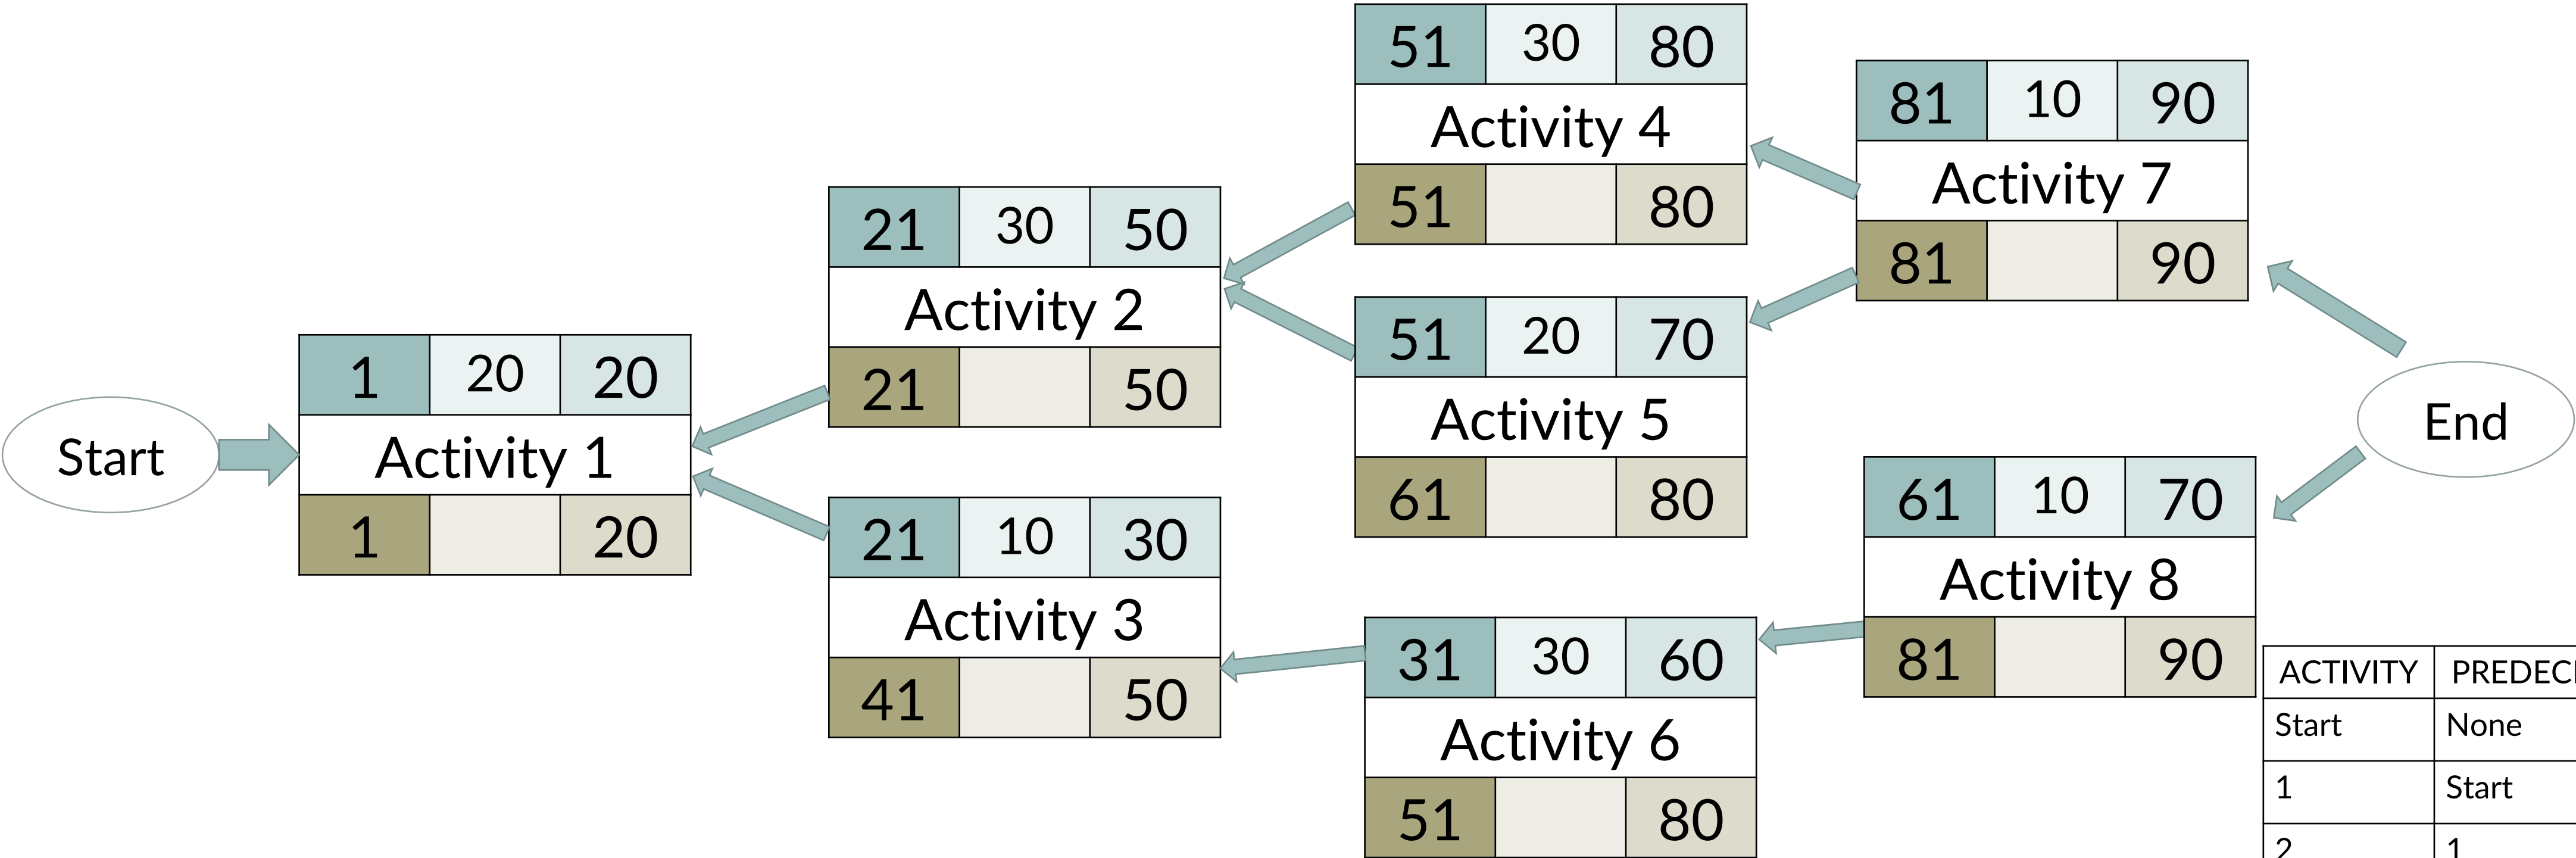 Start
1 20 20
Activity 1
1 20
21 30 50
Activity 2
21 50
21 10 30
Activity 3
41 50
51 30 80
Activity 4
51 80
51 20 70
Activity 5
61 80
31 30 60
Activity 6
51 80
81 10 90
Activity 7
81 90
61 10 70
Activity 8
81 90
End
ACTIVITY
Start None
1 Start
2 1